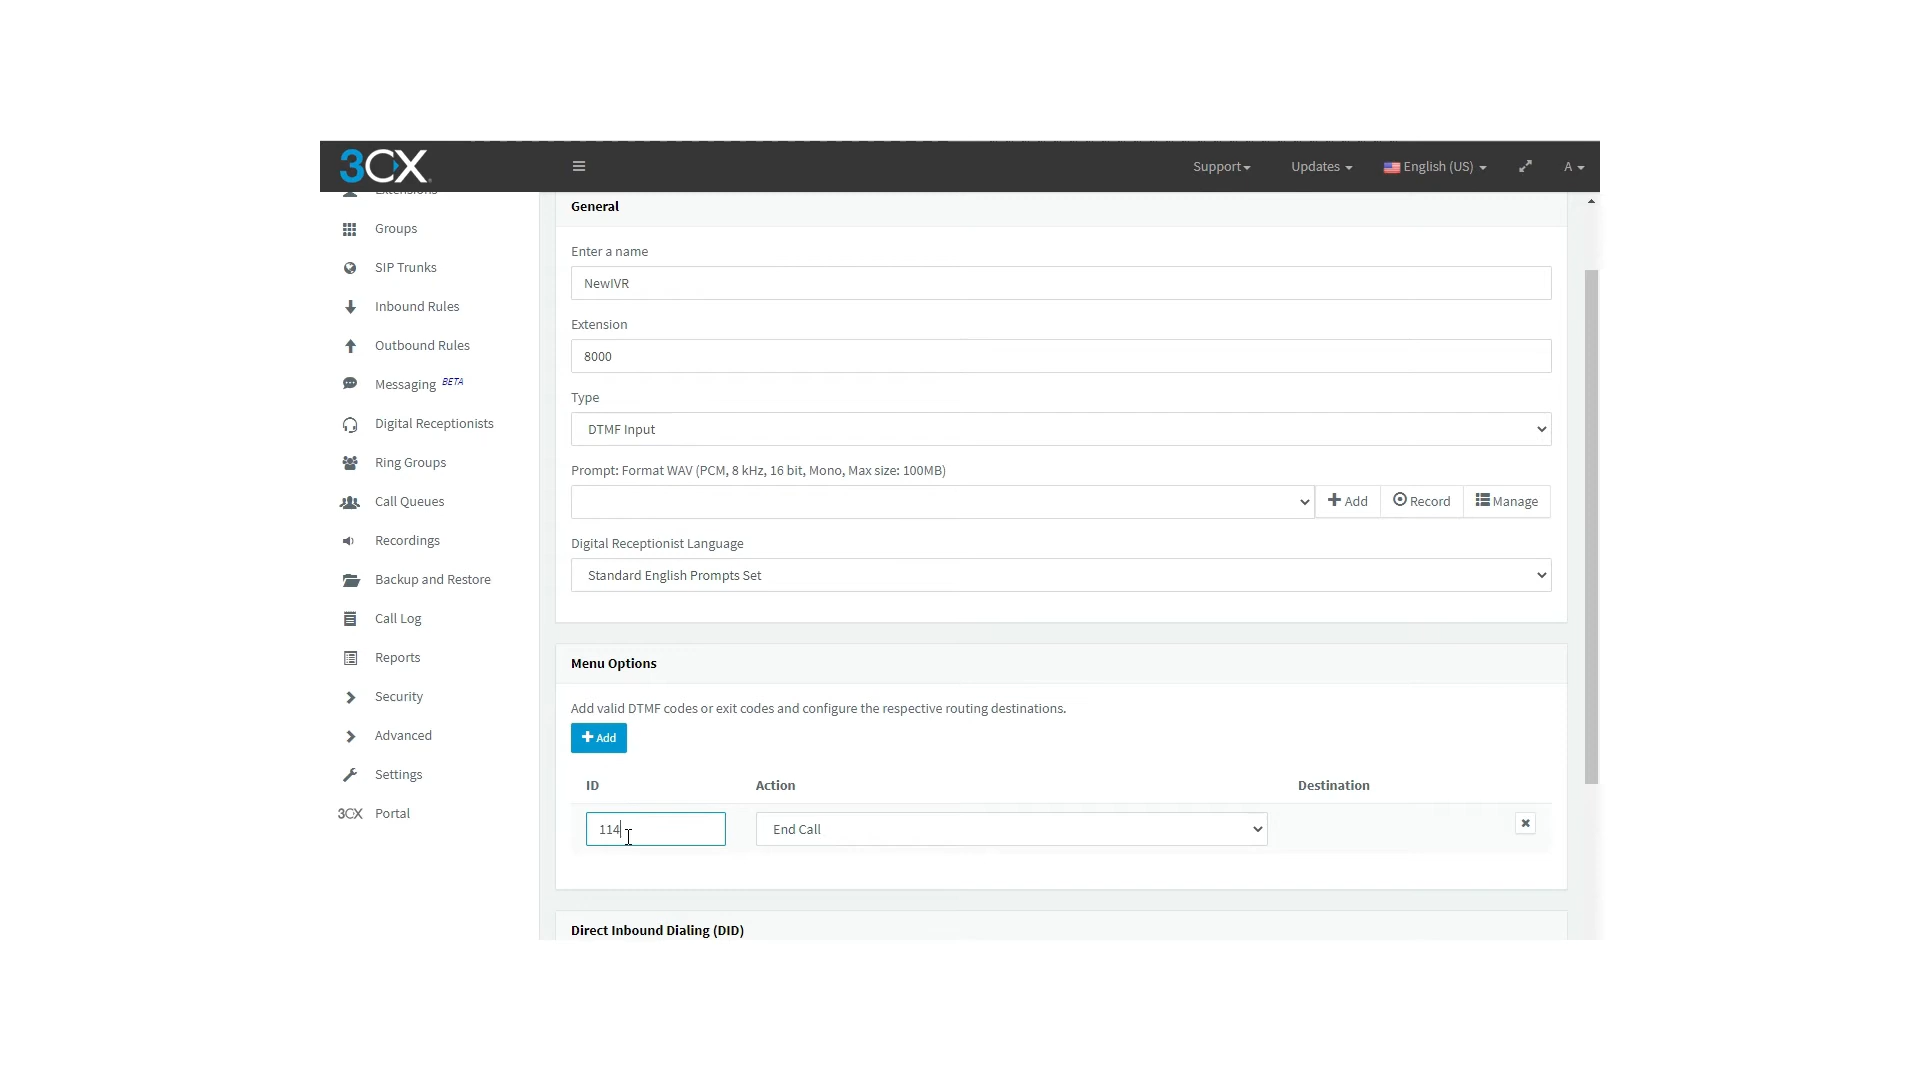 3CX
Support
Updates
English (US)
A
Extensions
Groups
SIP Trunks
Inbound Rules
Outbound Rules
Messaging BETA
Digital Receptionists
Ring Groups
Call Queues
Recordings
Backup and Restore
Call Log
Reports
Security
Advanced
Settings
3CX Portal
General
Enter a name
NewIVR
Extension
8000
Type
DTMF Input
Prompt: Format WAV (PCM, 8 kHz, 16 bit, Mono, Max size: 100MB)
Add
Record
Manage
Digital Receptionist Language
Standard English Prompts Set
Menu Options
Add valid DTMF codes or exit codes and configure the respective routing destinations.
Add
ID Action Destination
114 End Call
Direct Inbound Dialing (DID)